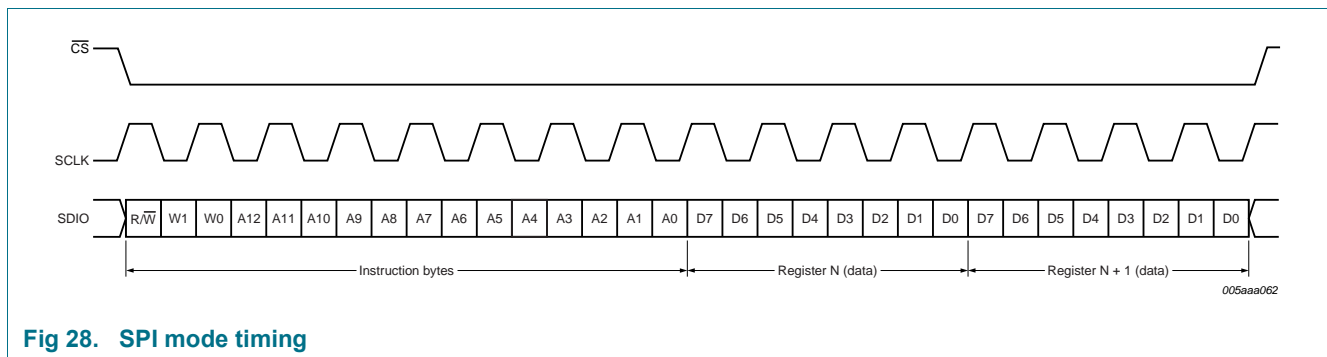 CS
SCLK
SDIO R/W W1 W0 A12 A11 A10 A9 A8 A7 A6 A5 A4 A3 A2 A1 A0 D7 D6 D5 D4 D3 D2 D1 D0 D7 D6 D5 D4 D3 D2 D1 D0
Instruction bytes Register N (data) Register N + 1 (data)
005aaa062
Fig 28. SPI mode timing